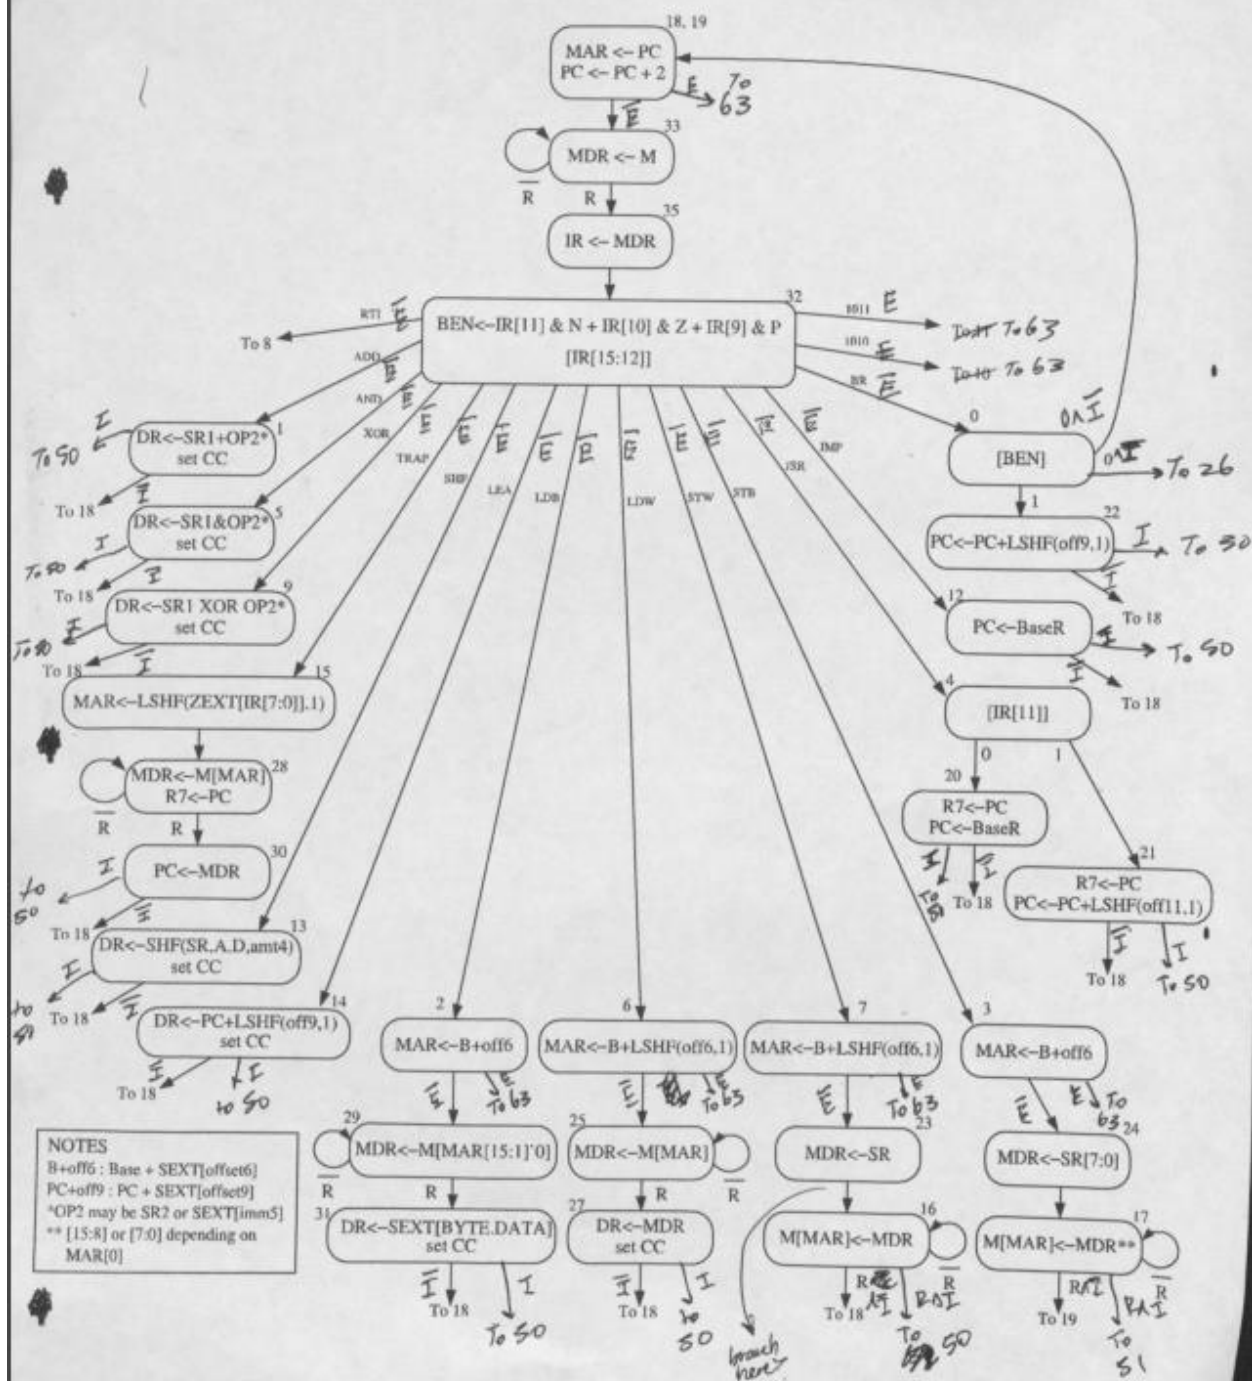 18, 19
MAR <– PC
PC <– PC + 2
E To 63
E̅
33
MDR <– M
R̅
R
35
IR <– MDR
32
BEN<–IR[11] & N + IR[10] & Z + IR[9] & P
[IR[15:12]]
RTI
To 8
ADD
AND
XOR
TRAP
SHF
LEA
LDB
LDW
STW
STB
JSR
JMP
1011
To 63
1010
To 63
BR
0
[BEN]
0
To 26
1
22
PC<–PC+LSHF(off9,1)
I
I̅
To 18
12
PC<–BaseR
To 50
I̅
To 18
4
[IR[11]]
0
1
20
R7<–PC
PC<–BaseR
I̅
To 18
21
R7<–PC
PC<–PC+LSHF(off11,1)
I̅
To 18
I
To 50
1
DR<–SR1+OP2*
set CC
I
To 50
I̅
To 18
5
DR<–SR1&OP2*
set CC
I
To 18
9
DR<–SR1 XOR OP2*
set CC
I̅
To 18
15
MAR<–LSHF(ZEXT[IR[7:0]],1)
28
MDR<–M[MAR]
R7<–PC
R̅
R
30
PC<–MDR
I
to 50
I̅
To 18
13
DR<–SHF(SR,A,D,amt4)
set CC
I
I̅
To 18
14
DR<–PC+LSHF(off9,1)
set CC
I̅
To 18
I
to 50
2
MAR<–B+off6
E̅
E
To 63
29
MDR<–M[MAR[15:1]'0]
R̅
R
31
DR<–SEXT[BYTE.DATA]
set CC
I̅
To 18
I
To 50
6
MAR<–B+LSHF(off6,1)
E̅
E
To 63
25
MDR<–M[MAR]
R̅
R
27
DR<–MDR
set CC
I̅
To 18
I
to 50
7
MAR<–B+LSHF(off6,1)
E̅
E
To 63
23
MDR<–SR
branch here
16
M[MAR]<–MDR
R̅
To 18
R∧I
To 50
3
MAR<–B+off6
E̅
E
To 63
24
MDR<–SR[7:0]
17
M[MAR]<–MDR**
R̅
R∧I̅
To 19
R∧I
To 51
NOTES
B+off6 : Base + SEXT[offset6]
PC+off9 : PC + SEXT[offset9]
*OP2 may be SR2 or SEXT[imm5]
** [15:8] or [7:0] depending on
MAR[0]